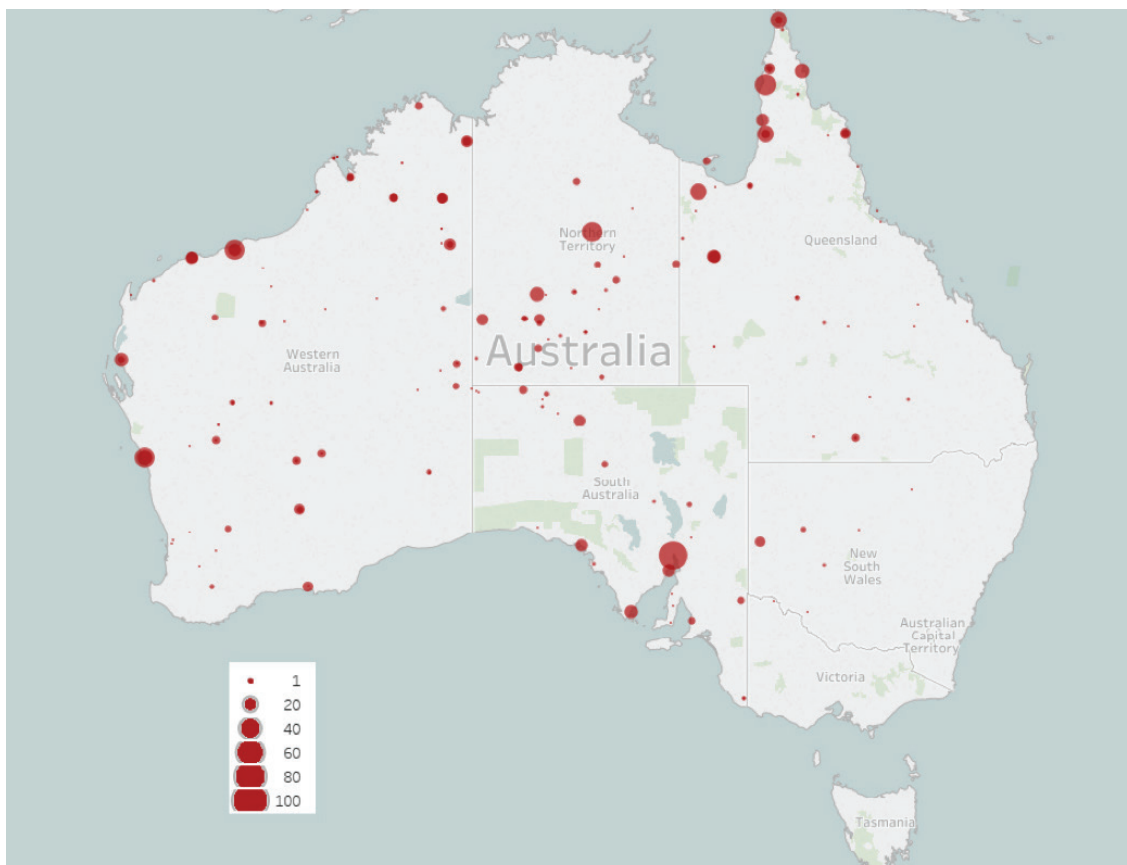 Northern
Territory
Queensland
Australia
Western
Australia
South
Australia
New
South
Wales
Australian
Capital
Territory
Victoria
Tasmania
1
20
40
60
80
100